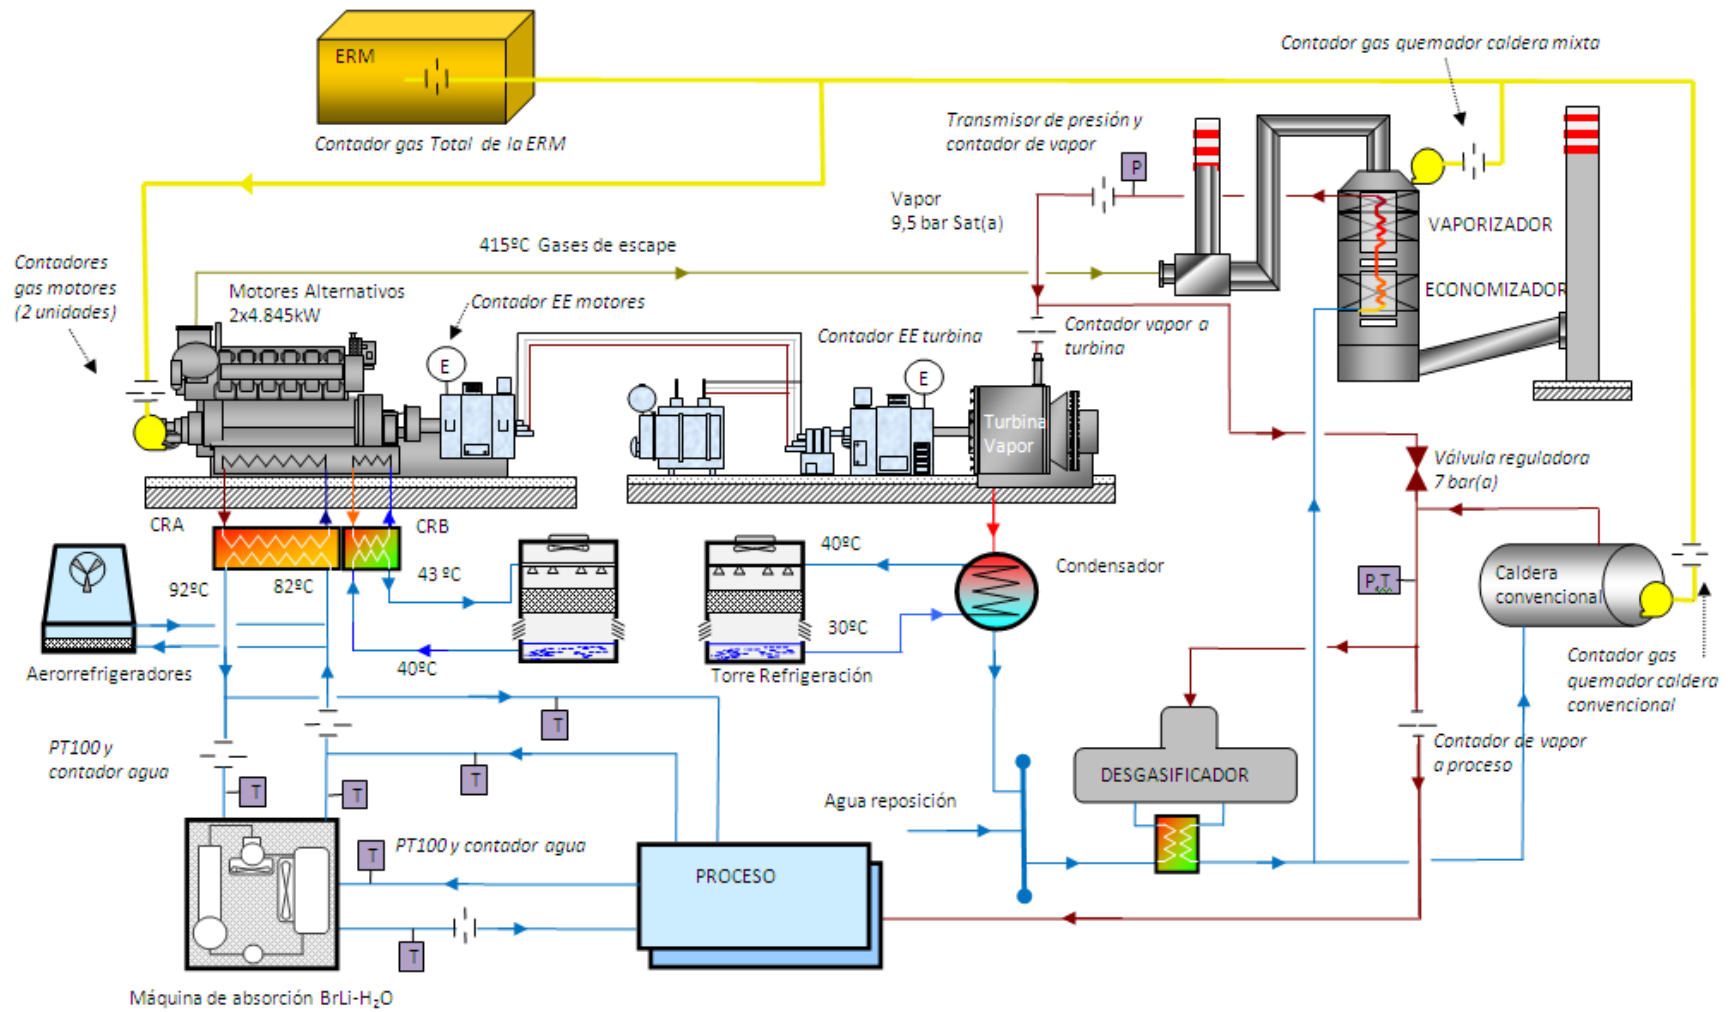 ERM
Contador gas Total de la ERM
Contador gas quemador caldera mixta
Transmisor de presión y
contador de vapor
P
Vapor
9,5 bar Sat(a)
VAPORIZADOR
ECONOMIZADOR
415ºC Gases de escape
Contadores
gas motores
(2 unidades)
Motores Alternativos
2x4.845kW
Contador EE motores
E
Contador EE turbina
E
Contador vapor a
turbina
Turbina
Vapor
Válvula reguladora
7 bar(a)
CRA
CRB
92ºC
82ºC
43 ºC
40ºC
Aerorrefrigeradores
40ºC
30ºC
Torre Refrigeración
Condensador
P,T
Caldera
convencional
Contador gas
quemador caldera
convencional
PT100 y
contador agua
T
T
T
T
Agua reposición
DESGASIFICADOR
Contador de vapor
a proceso
PT100 y contador agua
T
T
PROCESO
Máquina de absorción BrLi-H₂O